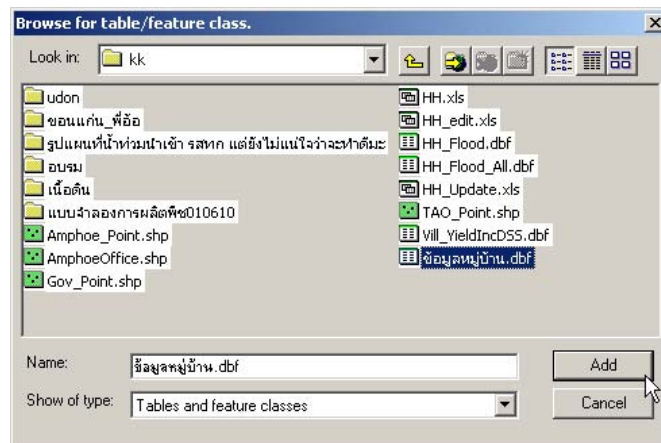 Browse for table/feature class.
Look in:
kk
udon
ขอนแก่น_พี่อ้อ
รูปแผนที่น้ำท่วมนำเข้า รสทก แต่ยังไม่แน่ใจว่าจะทำดีมะ
อบรม
เนื้อดิน
แบบจำลองการผลิตพืช010610
Amphoe_Point.shp
AmphoeOffice.shp
Gov_Point.shp
HH.xls
HH_edit.xls
HH_Flood.dbf
HH_Flood_All.dbf
HH_Update.xls
TAO_Point.shp
Vill_YieldIncDSS.dbf
ข้อมูลหมู่บ้าน.dbf
Name:
ข้อมูลหมู่บ้าน.dbf
Add
Show of type:
Tables and feature classes
Cancel